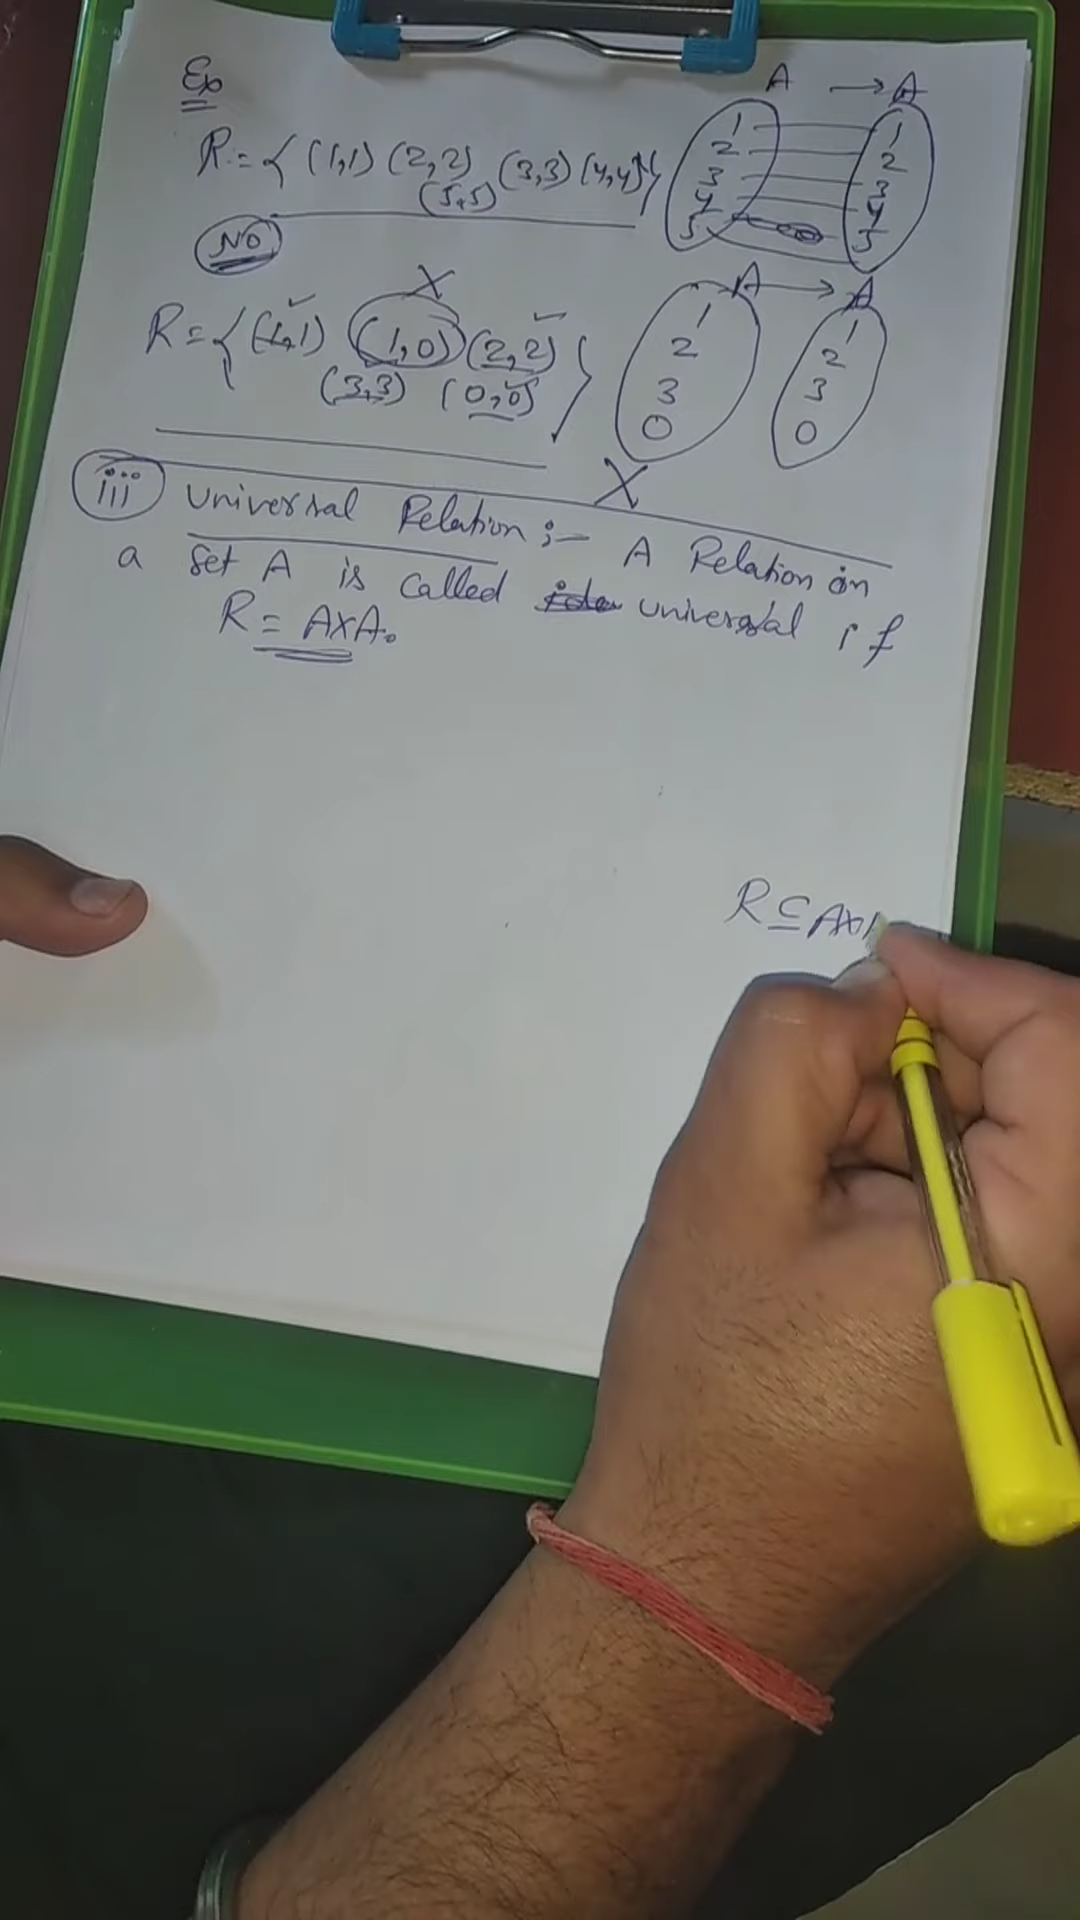 Ex
R = { (1,1) (2,2) (3,3) (4,4) }
(5,5)
A → A
1 1
2 2
3 3
4 4
5 5
NO
X
R = { (1,1) (1,0) (2,2) }
(3,3) (0,0)
A → A
1 1
2 2
3 3
0 0
X
iii Universal Relation :- A Relation in
a set A is called universal if
R = A×A.
R ⊆ A×A